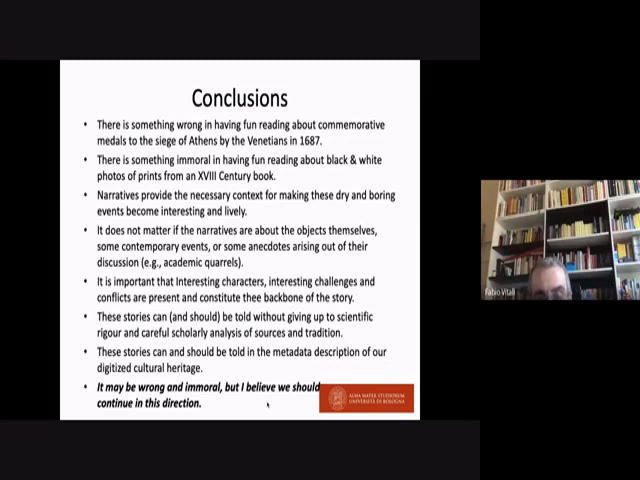 Conclusions
• There is something wrong in having fun reading about commemorative
medals to the siege of Athens by the Venetians in 1687.
• There is something immoral in having fun reading about black & white
photos of prints from an XVIII Century book.
• Narratives provide the necessary context for making these dry and boring
events become interesting and lively.
• It does not matter if the narratives are about the objects themselves,
some contemporary events, or some anecdotes arising out of their
discussion (e.g., academic quarrels).
• It is important that Interesting characters, interesting challenges and
conflicts are present and constitute thee backbone of the story.
• These stories can (and should) be told without giving up to scientific
rigour and careful scholarly analysis of sources and tradition.
• These stories can and should be told in the metadata description of our
digitized cultural heritage.
• It may be wrong and immoral, but I believe we should
continue in this direction.
ALMA MATER STUDIORUM
UNIVERSITÀ DI BOLOGNA
Fabio Vitali